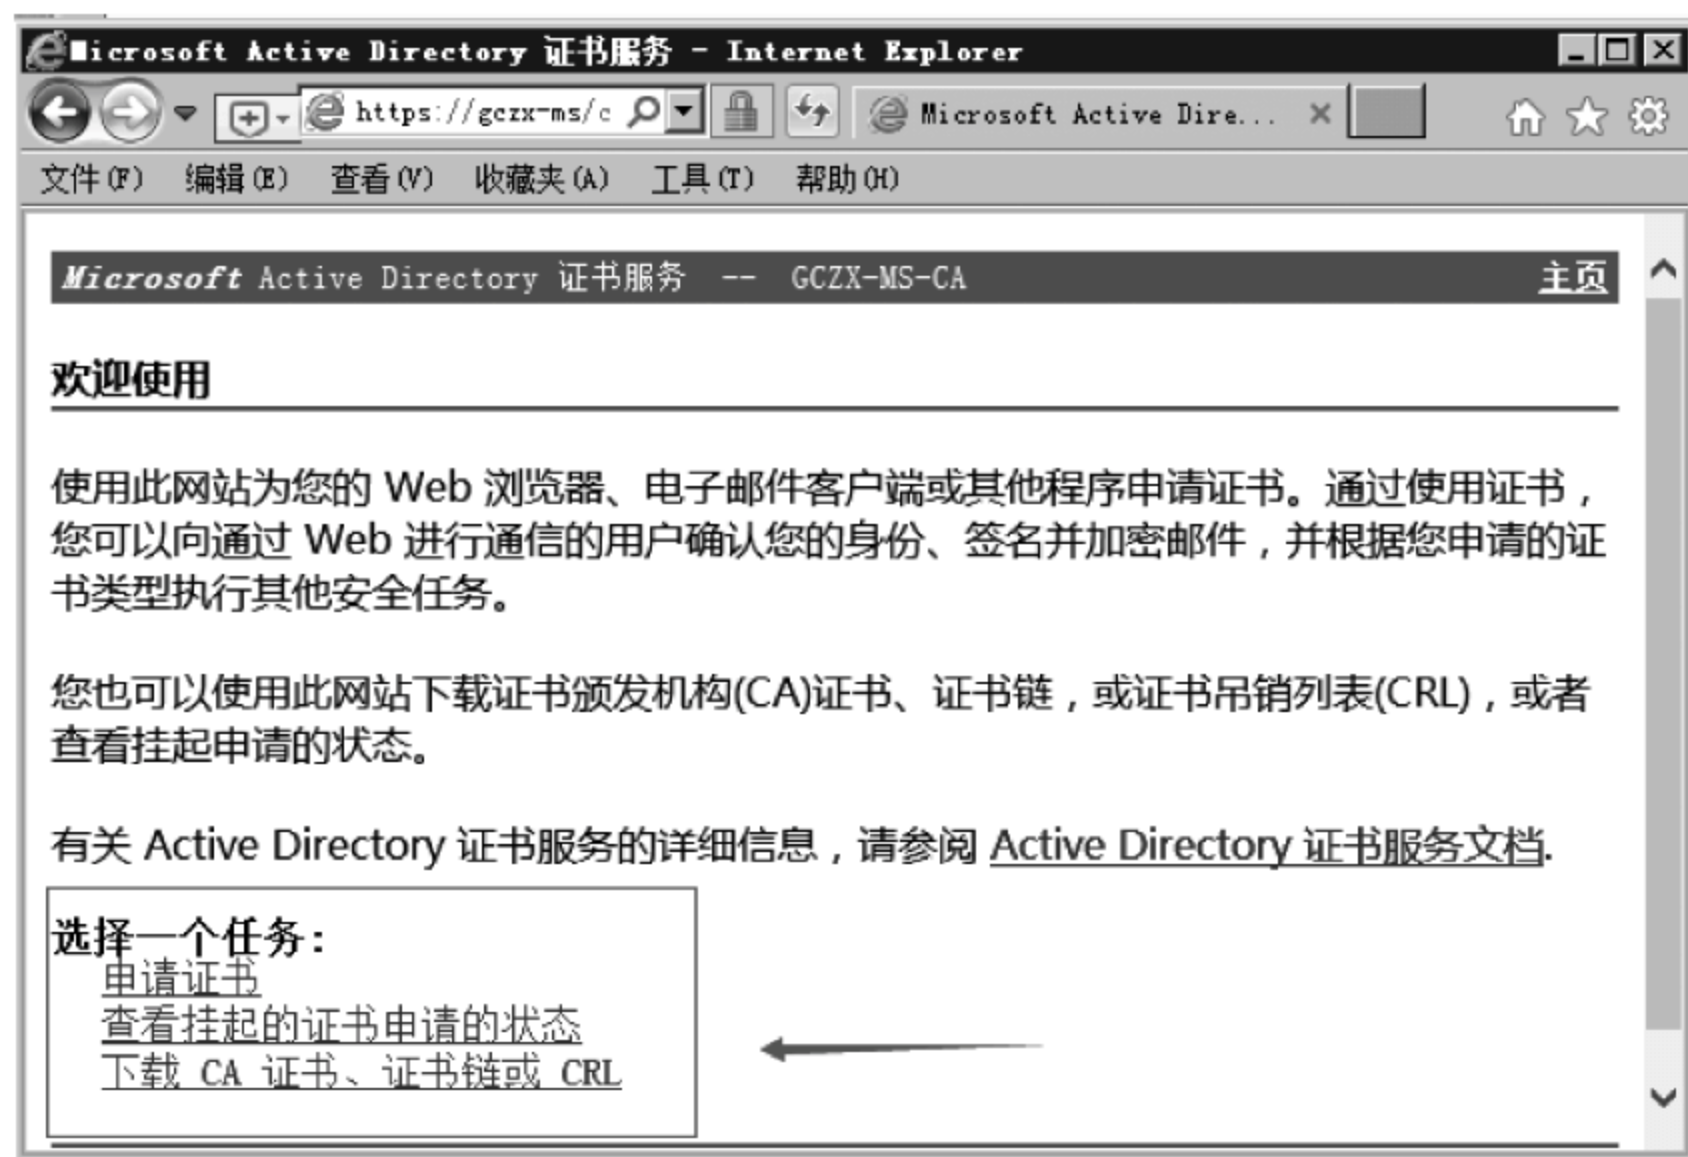 Microsoft Active Directory 证书服务 - Internet Explorer
https://gczx-ms/c
Microsoft Active Dire...
文件(F) 编辑(E) 查看(V) 收藏夹(A) 工具(T) 帮助(H)
Microsoft Active Directory 证书服务 -- GCZX-MS-CA 主页
欢迎使用
使用此网站为您的 Web 浏览器、电子邮件客户端或其他程序申请证书。通过使用证书，
您可以向通过 Web 进行通信的用户确认您的身份、签名并加密邮件，并根据您申请的证
书类型执行其他安全任务。
您也可以使用此网站下载证书颁发机构(CA)证书、证书链，或证书吊销列表(CRL)，或者
查看挂起申请的状态。
有关 Active Directory 证书服务的详细信息，请参阅 Active Directory 证书服务文档.
选择一个任务:
申请证书
查看挂起的证书申请的状态
下载 CA 证书、证书链或 CRL